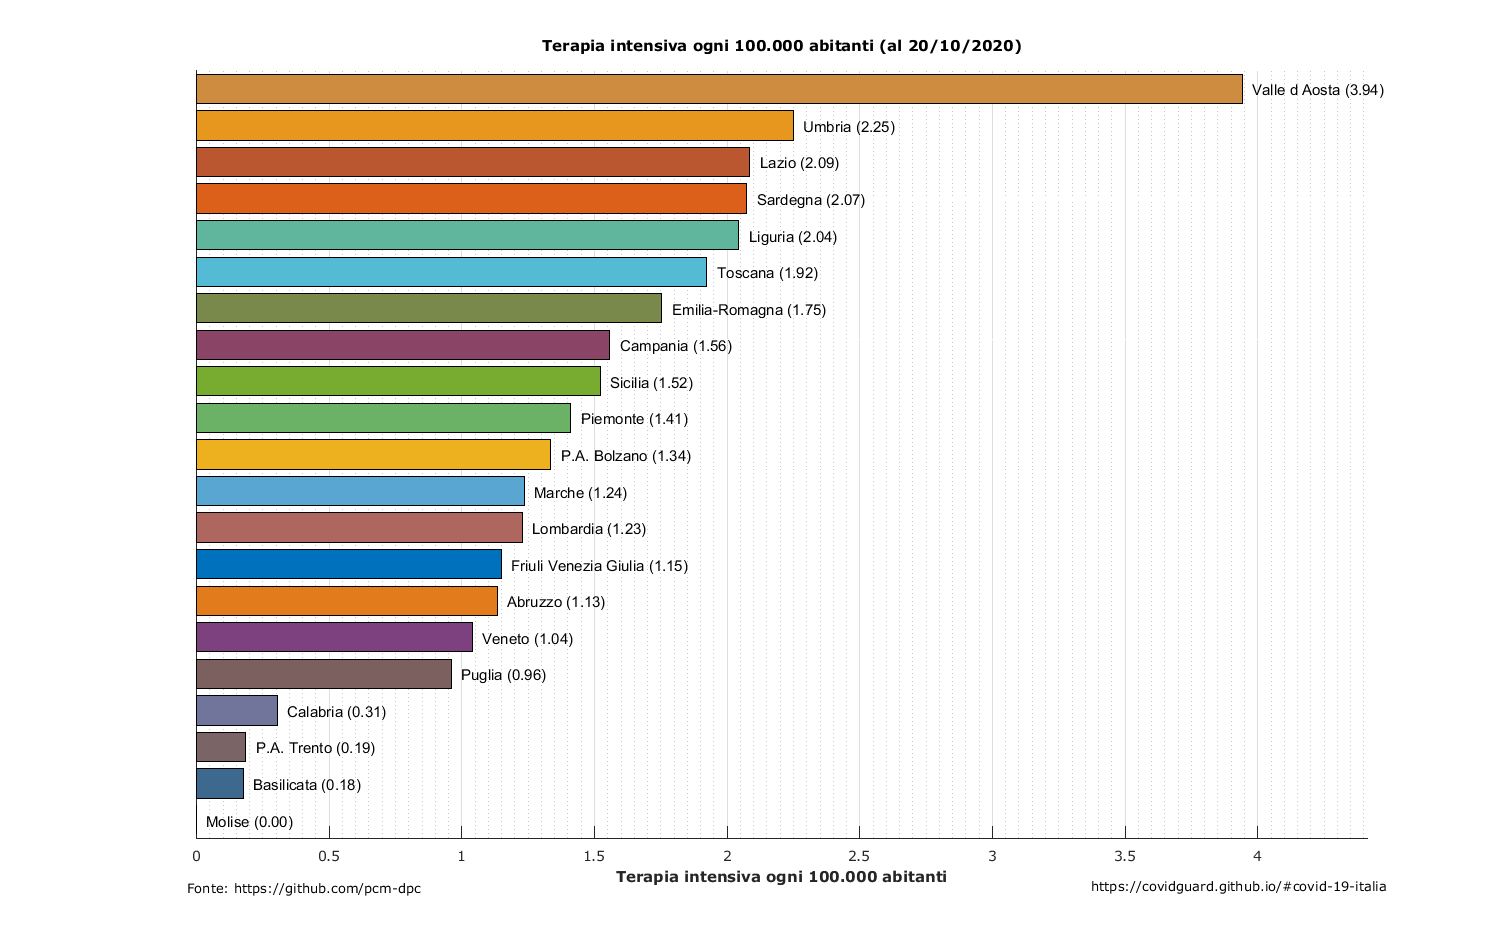 Terapia intensiva ogni 100.000 abitanti (al 20/10/2020)
Valle d Aosta (3.94)
Umbria (2.25)
Lazio (2.09)
Sardegna (2.07)
Liguria (2.04)
Toscana (1.92)
Emilia-Romagna (1.75)
Campania (1.56)
Sicilia (1.52)
Piemonte (1.41)
P.A. Bolzano (1.34)
Marche (1.24)
Lombardia (1.23)
Friuli Venezia Giulia (1.15)
Abruzzo (1.13)
Veneto (1.04)
Puglia (0.96)
Calabria (0.31)
P.A. Trento (0.19)
Basilicata (0.18)
Molise (0.00)
0 0.5 1 1.5 2 2.5 3 3.5 4
Terapia intensiva ogni 100.000 abitanti
Fonte: https://github.com/pcm-dpc
https://covidguard.github.io/#covid-19-italia